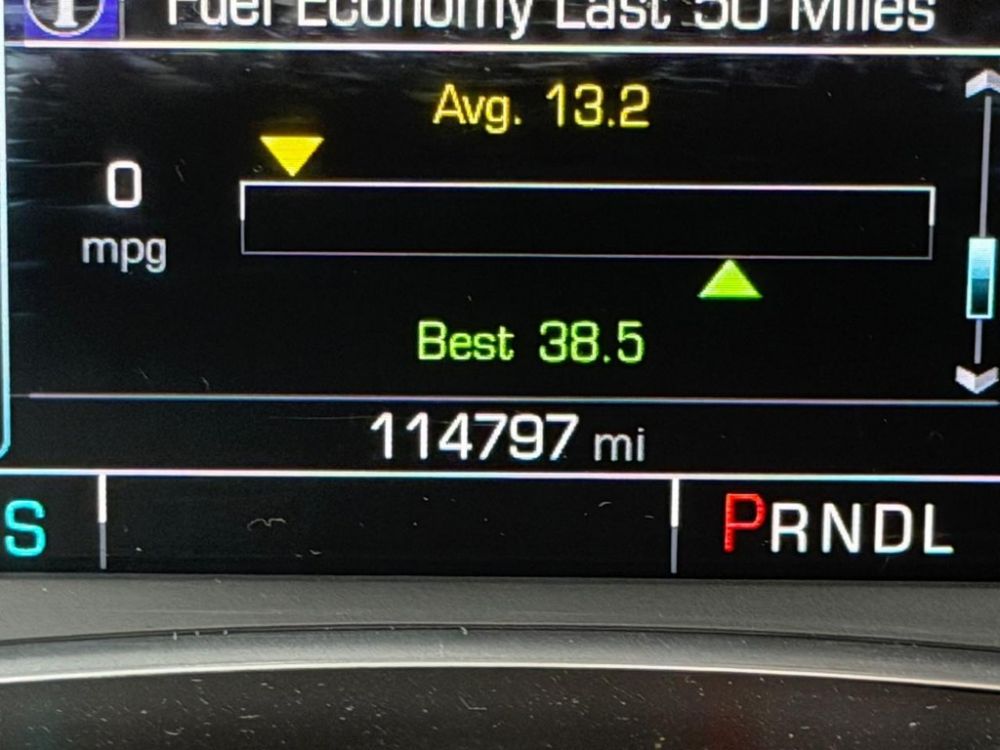 Fuel Economy Last 50 Miles
Avg. 13.2
0
mpg
Best 38.5
114797 mi
S
PRNDL